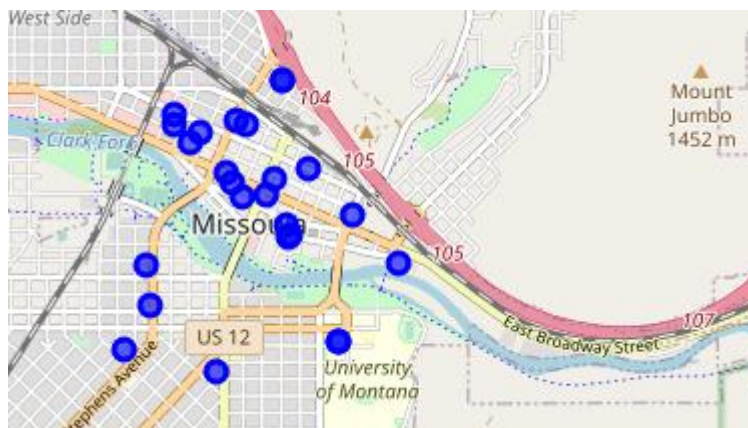 West Side
104
Mount
Jumbo
1452 m
Clark Fork
105
Missoula
105
107
East Broadway Street
US 12
Stephens Avenue
University
of Montana